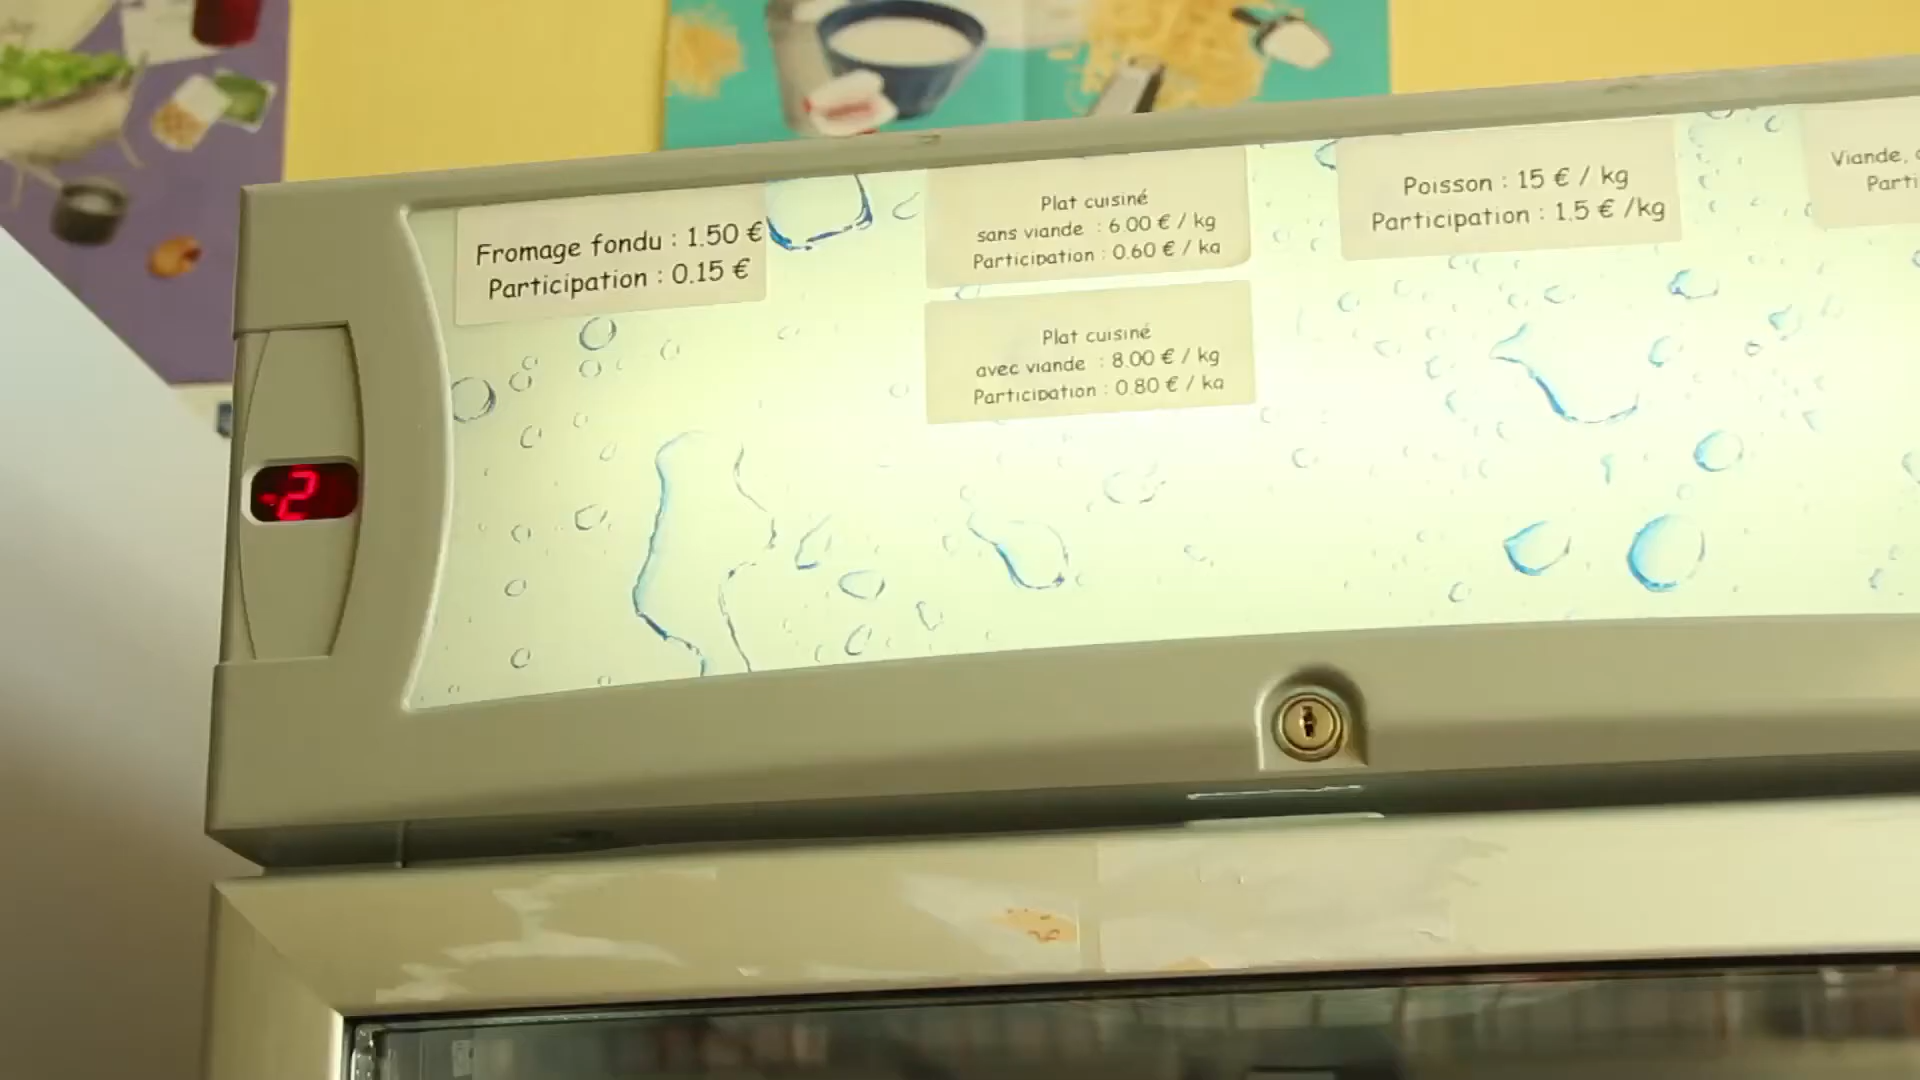 Fromage fondu : 1.50 €
Participation : 0.15 €
Plat cuisiné
sans viande : 6.00 € / kg
Participation : 0.60 € / kg
Plat cuisiné
avec viande : 8.00 € / kg
Participation : 0.80 € / kg
Poisson : 15 € / kg
Participation : 1.5 € /kg
Viande,
-2